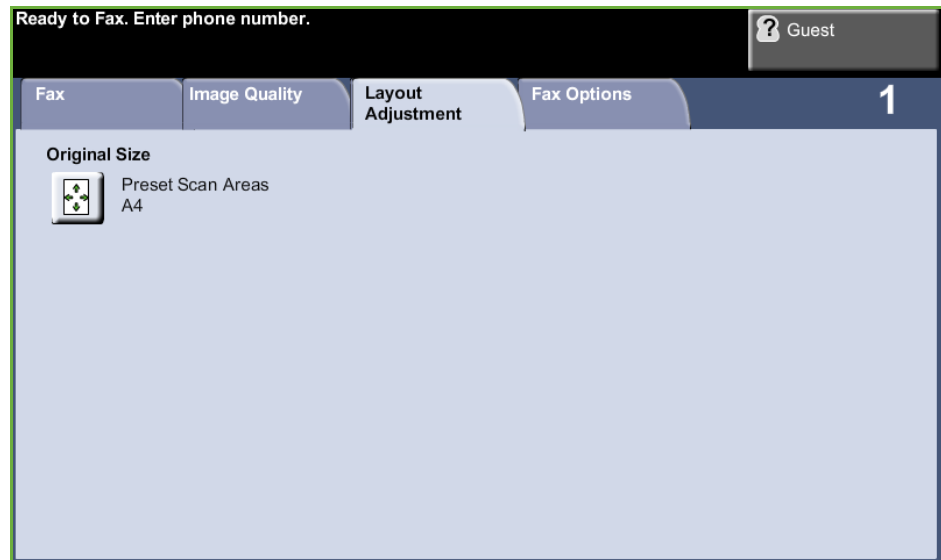 Ready to Fax. Enter phone number.
Guest
Fax
Image Quality
Layout
Adjustment
Fax Options
1
Original Size
Preset Scan Areas
A4